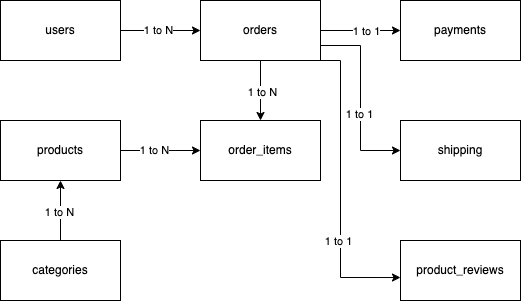 users
1 to N
orders
1 to 1
payments
1 to N
1 to 1
products
1 to N
order_items
shipping
1 to N
1 to 1
categories
product_reviews